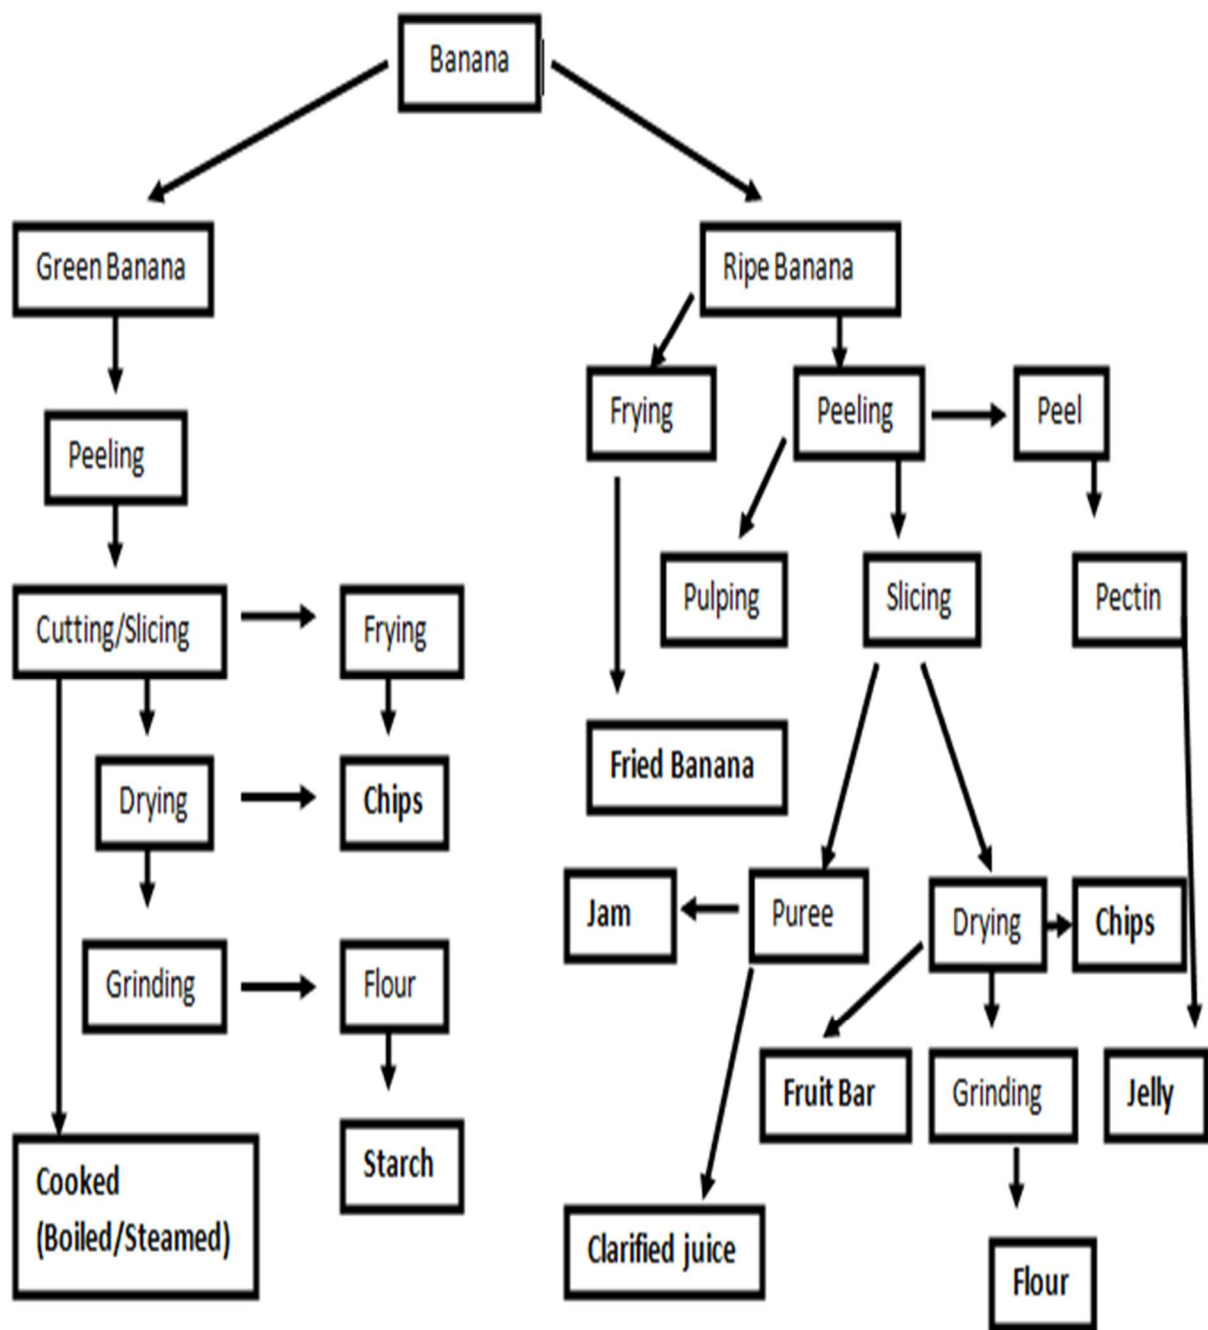 Banana
Green Banana
Ripe Banana
Peeling
Frying
Peeling
Peel
Cutting/Slicing
Frying
Pulping
Slicing
Pectin
Drying
Chips
Fried Banana
Jam
Puree
Drying
Chips
Grinding
Flour
Fruit Bar
Grinding
Jelly
Cooked
(Boiled/Steamed)
Starch
Clarified juice
Flour